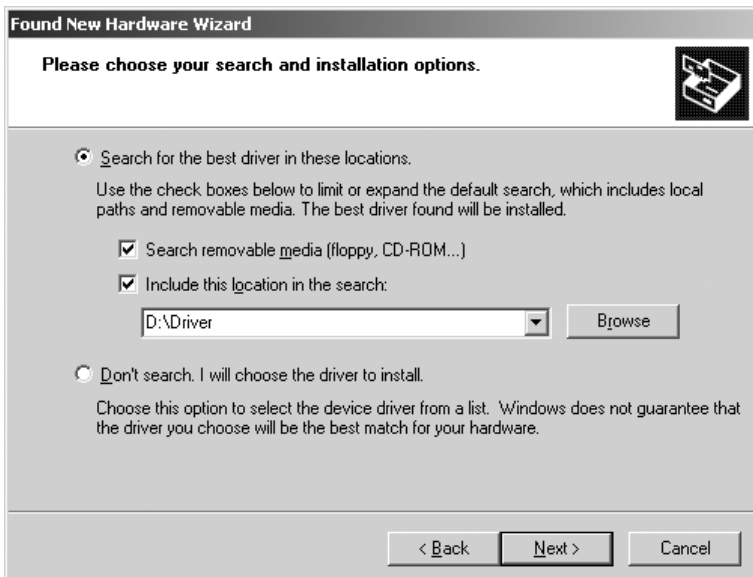 Found New Hardware Wizard
Please choose your search and installation options.
Search for the best driver in these locations.
Use the check boxes below to limit or expand the default search, which includes local
paths and removable media. The best driver found will be installed.
Search removable media (floppy, CD-ROM...)
Include this location in the search:
D:\Driver
Browse
Don't search. I will choose the driver to install.
Choose this option to select the device driver from a list.  Windows does not guarantee that
the driver you choose will be the best match for your hardware.
< Back
Next >
Cancel